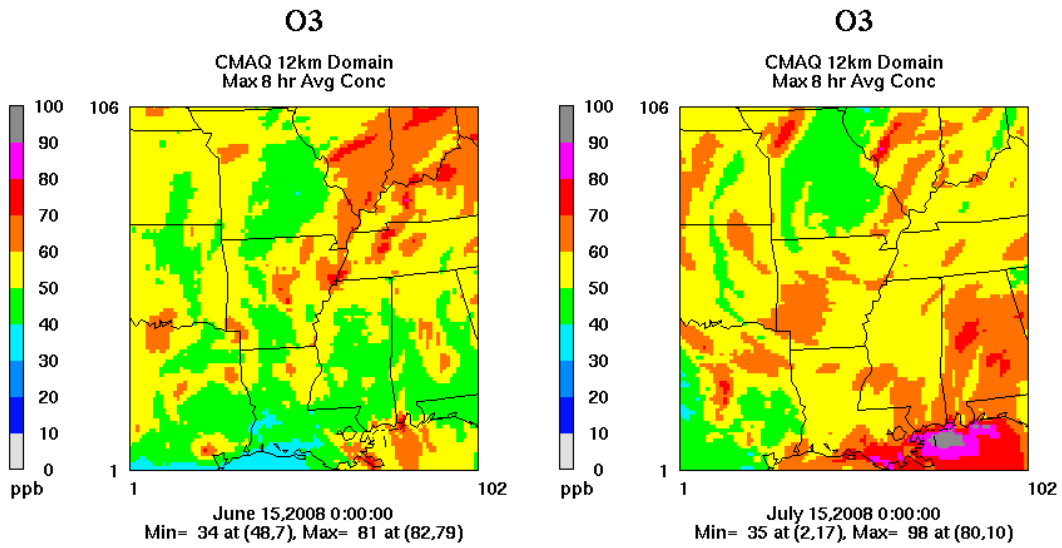 O3
CMAQ 12km Domain
Max 8 hr Avg Conc
100
90
80
70
60
50
40
30
20
10
0
ppb
106
1
1
102
June 15,2008 0:00:00
Min= 34 at (48,7), Max= 81 at (82,79)
O3
CMAQ 12km Domain
Max 8 hr Avg Conc
100
90
80
70
60
50
40
30
20
10
0
ppb
106
1
1
102
July 15,2008 0:00:00
Min= 35 at (2,17), Max= 98 at (80,10)